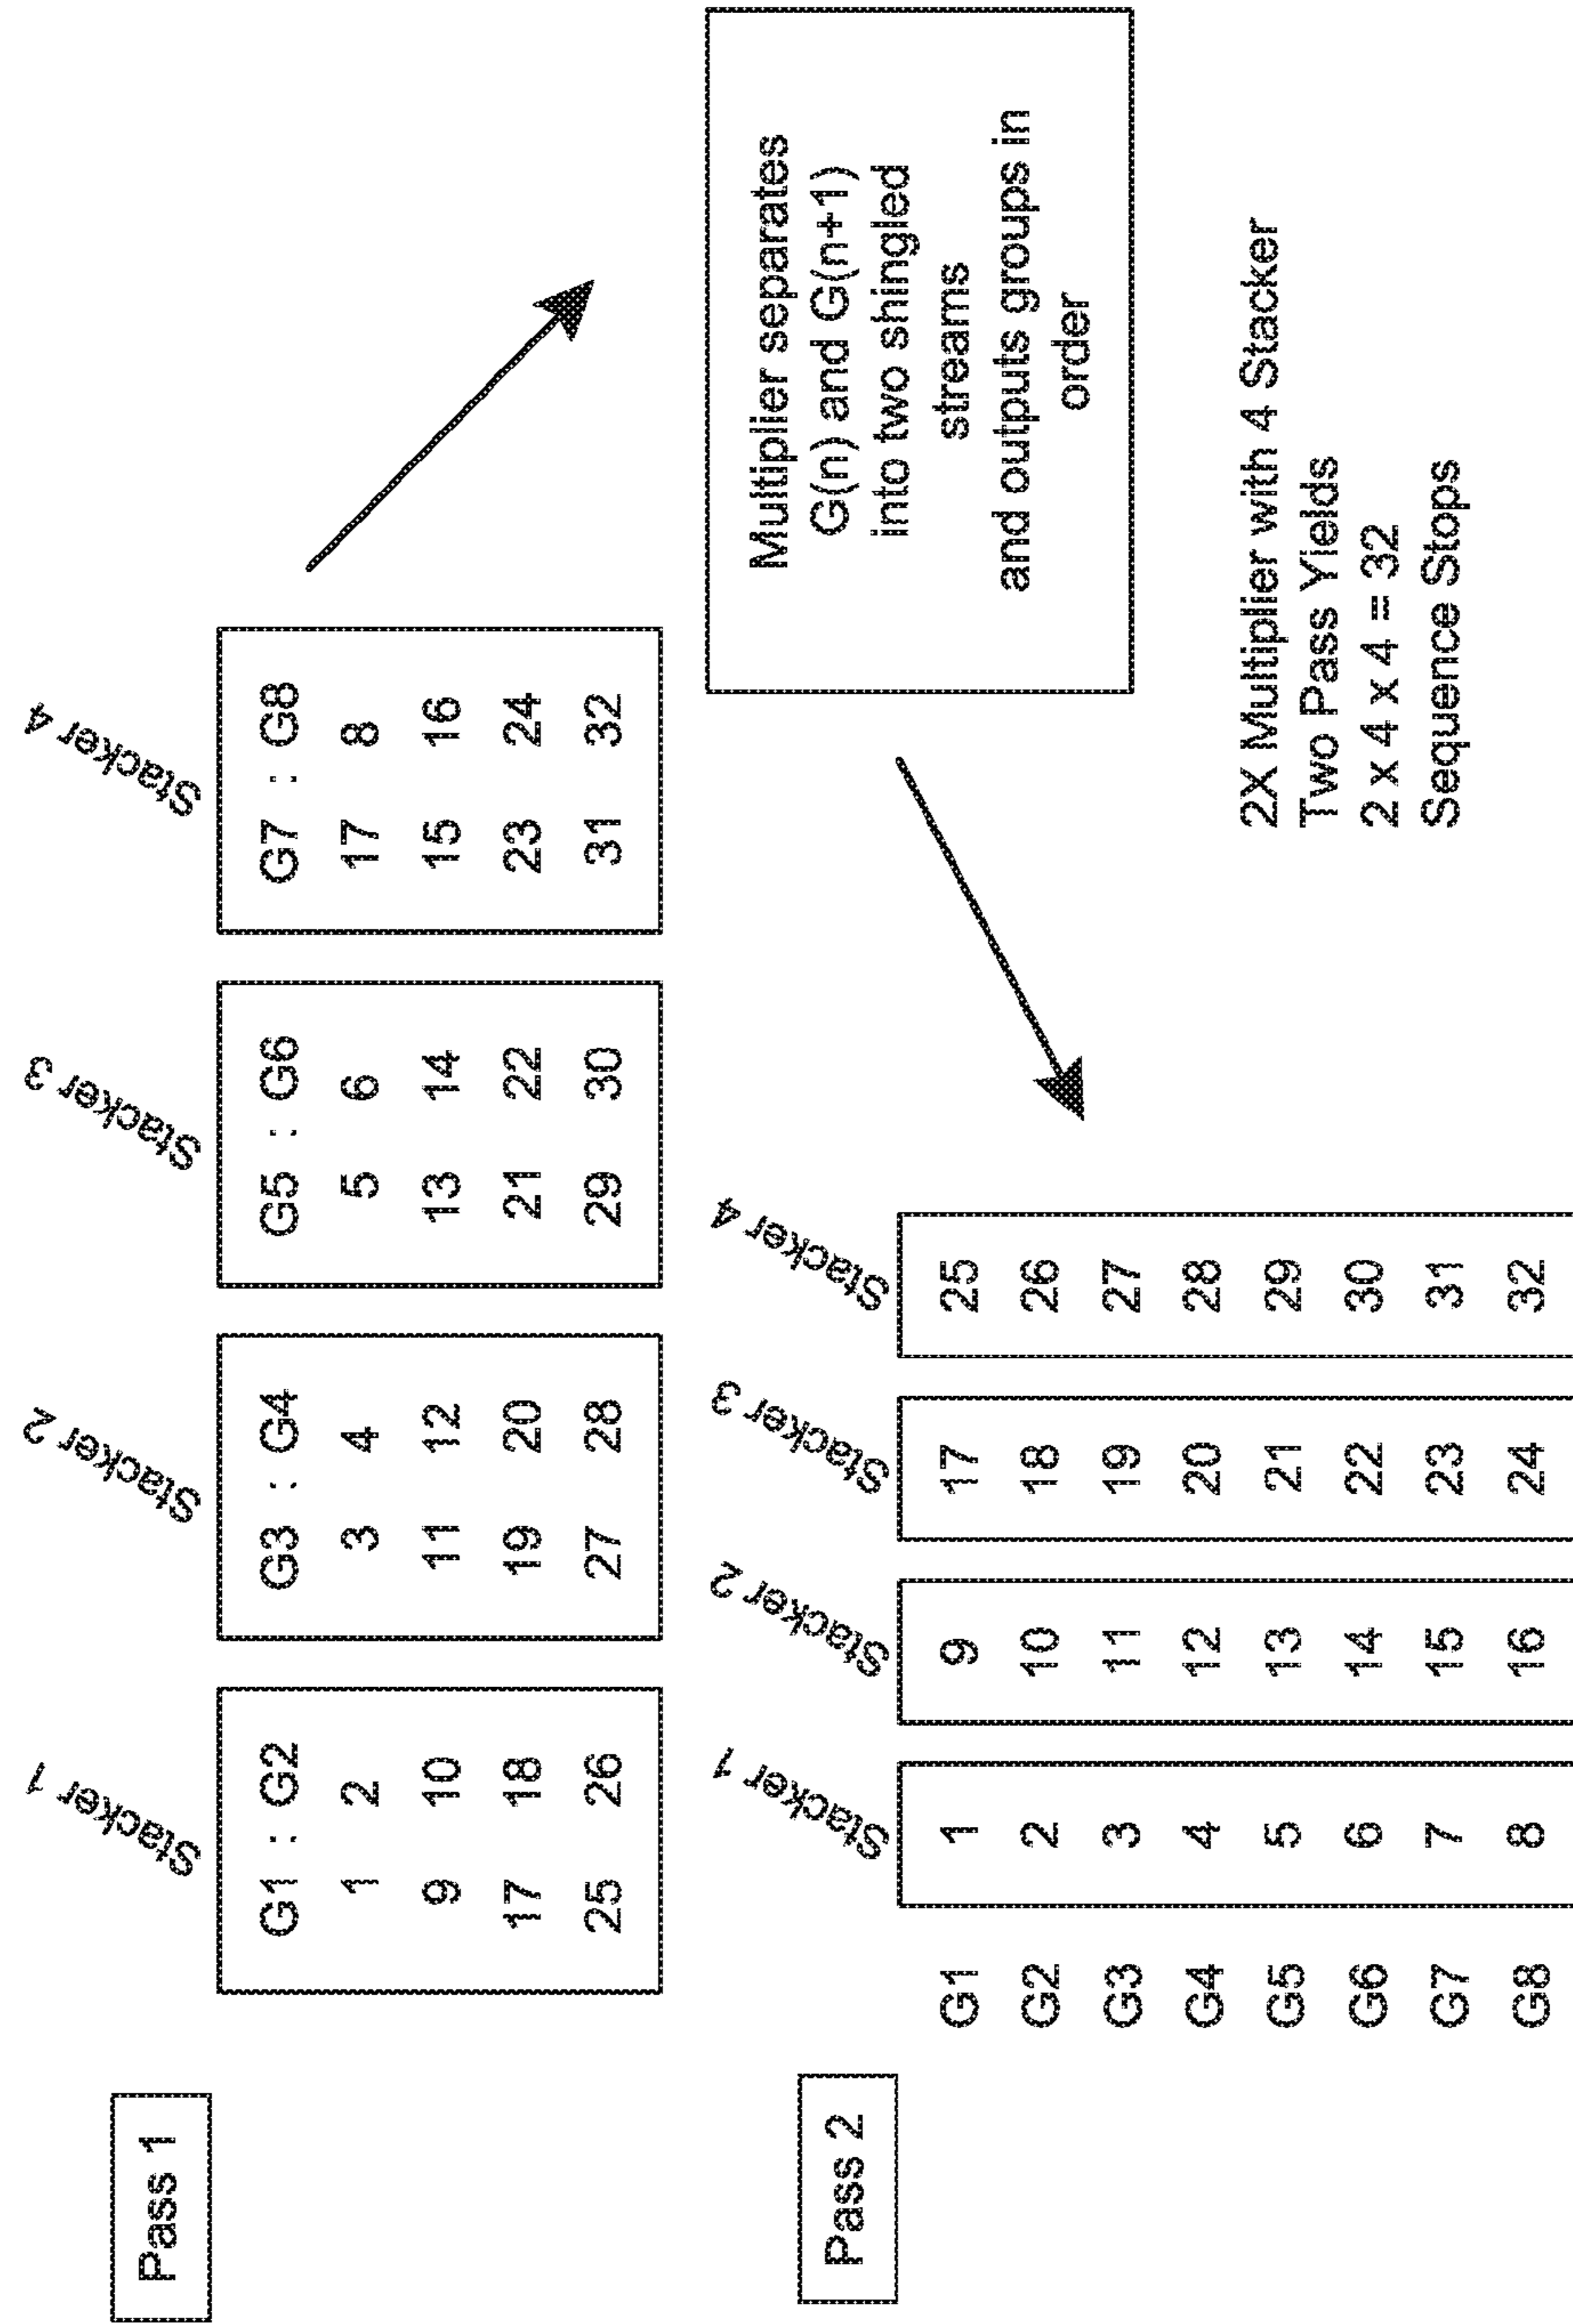 Pass 1
Stacker 1
Stacker 2
Stacker 3
Stacker 4
G1 : G2
1 2
9 10
17 18
25 26
G3 : G4
3 4
11 12
19 20
27 28
G5 : G6
5 6
13 14
21 22
29 30
G7 : G8
17 8
15 16
23 24
31 32
Multiplier separates
G(n) and G(n+1)
into two shingled
streams
and outputs groups in
order
Pass 2
Stacker 1
Stacker 2
Stacker 3
Stacker 4
G1 1 9 17 25
G2 2 10 18 26
G3 3 11 19 27
G4 4 12 20 28
G5 5 13 21 29
G6 6 14 22 30
G7 7 15 23 31
G8 8 16 24 32
2X Multiplier with 4 Stacker
Two Pass Yields
2 x 4 x 4 = 32
Sequence Stops